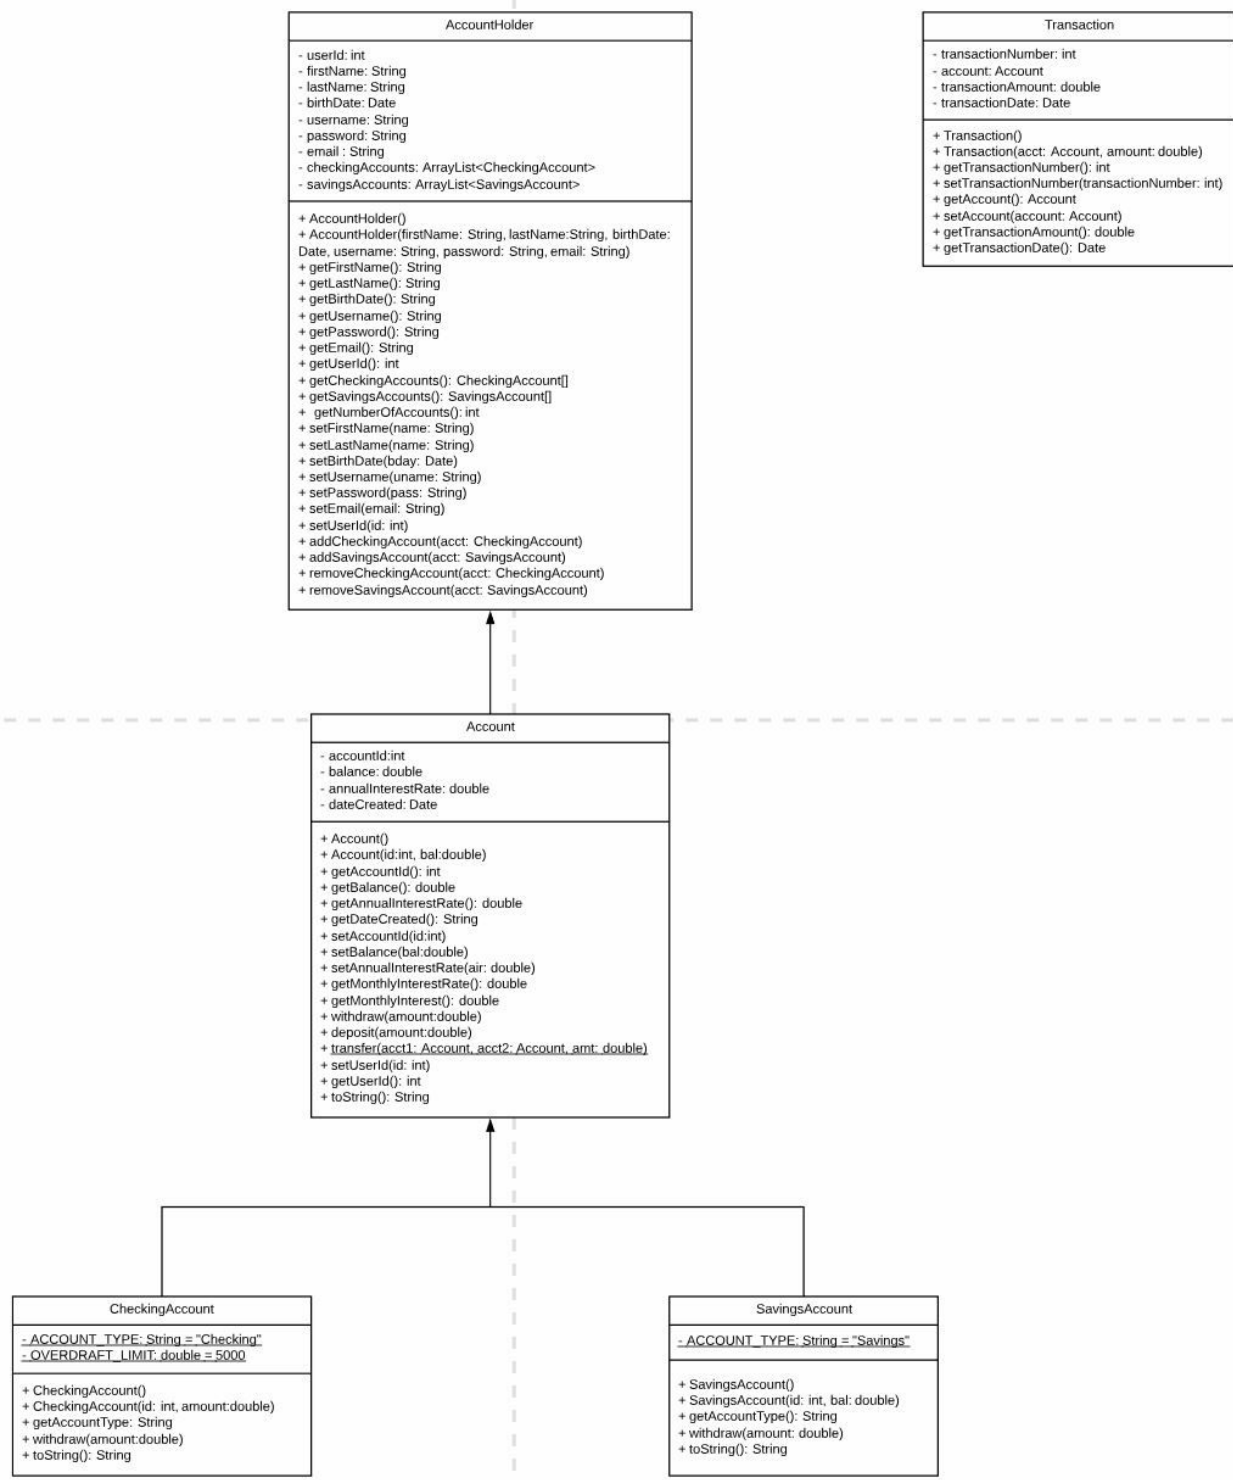 AccountHolder
- userId: int
- firstName: String
- lastName: String
- birthDate: Date
- username: String
- password: String
- email : String
- checkingAccounts: ArrayList<CheckingAccount>
- savingsAccounts: ArrayList<SavingsAccount>
+ AccountHolder()
+ AccountHolder(firstName: String, lastName:String, birthDate:
Date, username: String, password: String, email: String)
+ getFirstName(): String
+ getLastName(): String
+ getBirthDate(): String
+ getUsername(): String
+ getPassword(): String
+ getEmail(): String
+ getUserId(): int
+ getCheckingAccounts(): CheckingAccount[]
+ getSavingsAccounts(): SavingsAccount[]
+ getNumberOfAccounts(): int
+ setFirstName(name: String)
+ setLastName(name: String)
+ setBirthDate(bday: Date)
+ setUsername(uname: String)
+ setPassword(pass: String)
+ setEmail(email: String)
+ setUserId(id: int)
+ addCheckingAccount(acct: CheckingAccount)
+ addSavingsAccount(acct: SavingsAccount)
+ removeCheckingAccount(acct: CheckingAccount)
+ removeSavingsAccount(acct: SavingsAccount)
Transaction
- transactionNumber: int
- account: Account
- transactionAmount: double
- transactionDate: Date
+ Transaction()
+ Transaction(acct: Account, amount: double)
+ getTransactionNumber(): int
+ setTransactionNumber(transactionNumber: int)
+ getAccount(): Account
+ setAccount(account: Account)
+ getTransactionAmount(): double
+ getTransactionDate(): Date
Account
- accountId:int
- balance: double
- annualInterestRate: double
- dateCreated: Date
+ Account()
+ Account(id:int, bal:double)
+ getAccountId(): int
+ getBalance(): double
+ getAnnualInterestRate(): double
+ getDateCreated(): String
+ setAccountId(id:int)
+ setBalance(bal:double)
+ setAnnualInterestRate(air: double)
+ getMonthlyInterestRate(): double
+ getMonthlyInterest(): double
+ withdraw(amount:double)
+ deposit(amount:double)
+ transfer(acct1: Account, acct2: Account, amt: double)
+ setUserId(id: int)
+ getUserId(): int
+ toString(): String
CheckingAccount
- ACCOUNT_TYPE: String = "Checking"
- OVERDRAFT_LIMIT: double = 5000
+ CheckingAccount()
+ CheckingAccount(id: int, amount:double)
+ getAccountType: String
+ withdraw(amount:double)
+ toString(): String
SavingsAccount
- ACCOUNT_TYPE: String = "Savings"
+ SavingsAccount()
+ SavingsAccount(id: int, bal: double)
+ getAccountType(): String
+ withdraw(amount: double)
+ toString(): String